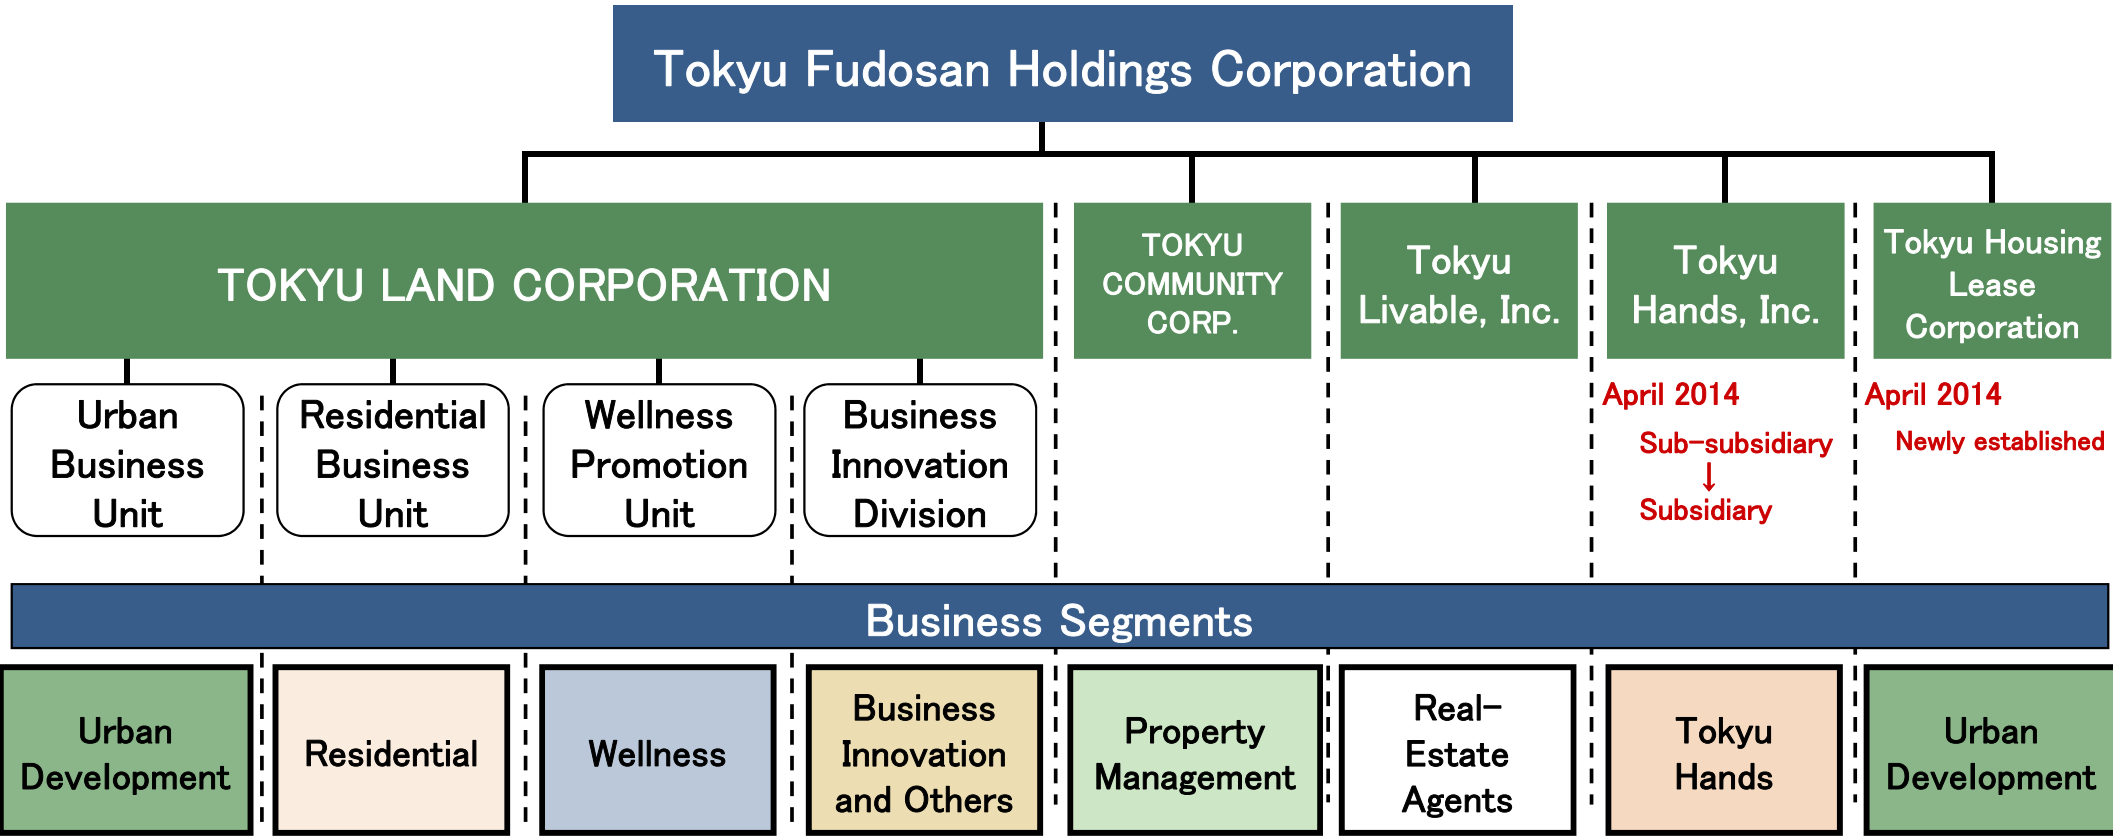 Tokyu Fudosan Holdings Corporation
TOKYU LAND CORPORATION
TOKYU
COMMUNITY
CORP.
Tokyu
Livable, Inc.
Tokyu
Hands, Inc.
Tokyu Housing
Lease
Corporation
Urban
Business
Unit
Residential
Business
Unit
Wellness
Promotion
Unit
Business
Innovation
Division
April 2014
Sub-subsidiary
↓
Subsidiary
April 2014
Newly established
Business Segments
Urban
Development
Residential
Wellness
Business
Innovation
and Others
Property
Management
Real-
Estate
Agents
Tokyu
Hands
Urban
Development